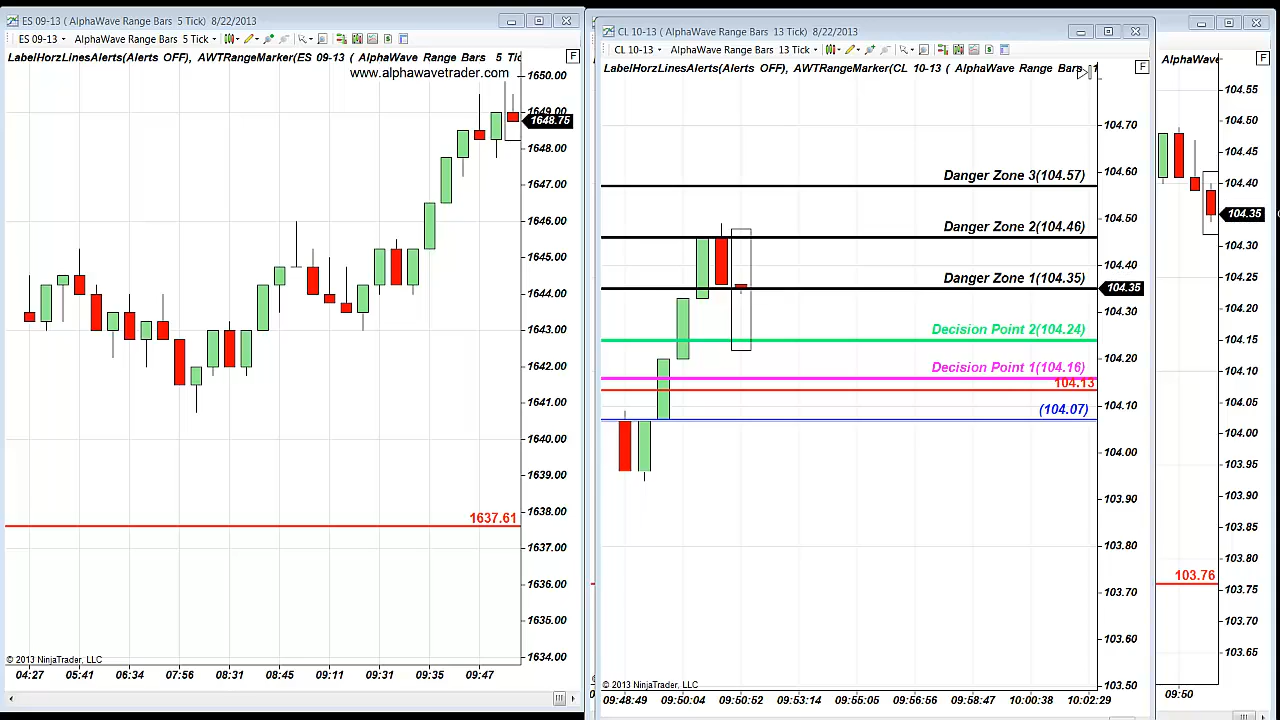 ES 09-13 ( AlphaWave Range Bars 5 Tick) 8/22/2013
ES 09-13 AlphaWave Range Bars 5 Tick
LabelHorzLinesAlerts(Alerts OFF), AWTRangeMarker(ES 09-13 ( AlphaWave Range Bars 5 Tic
www.alphawavetrader.com
F
1650.00
1649.00
1648.75
1648.00
1647.00
1646.00
1645.00
1644.00
1643.00
1642.00
1641.00
1640.00
1639.00
1638.00
1637.61
1637.00
1636.00
1635.00
1634.00
© 2013 NinjaTrader, LLC
04:27 05:41 06:34 07:56 08:31 08:45 09:11 09:35 09:47
CL 10-13 ( AlphaWave Range Bars 13 Tick) 8/22/2013
CL 10-13 AlphaWave Range Bars 13 Tick
LabelHorzLinesAlerts(Alerts OFF), AWTRangeMarker(CL 10-13 ( AlphaWave Range Bars 1
F
104.70
104.60
Danger Zone 3(104.57)
104.50
Danger Zone 2(104.46)
104.40
Danger Zone 1(104.35)
104.35
104.30
Decision Point 2(104.24)
104.20
Decision Point 1(104.16)
104.13
104.10
(104.07)
104.00
103.90
103.80
103.70
103.60
103.50
© 2013 NinjaTrader, LLC
09:48:49 09:50:04 09:50:52 09:53:14 09:55:06 09:56:24 09:58:47 10:00:38 10:02:29
AlphaWave
F
104.55
104.50
104.45
104.40
104.35
104.30
104.25
104.20
104.15
104.10
104.05
104.00
103.95
103.90
103.85
103.80
103.76
103.75
103.70
103.65
09:50